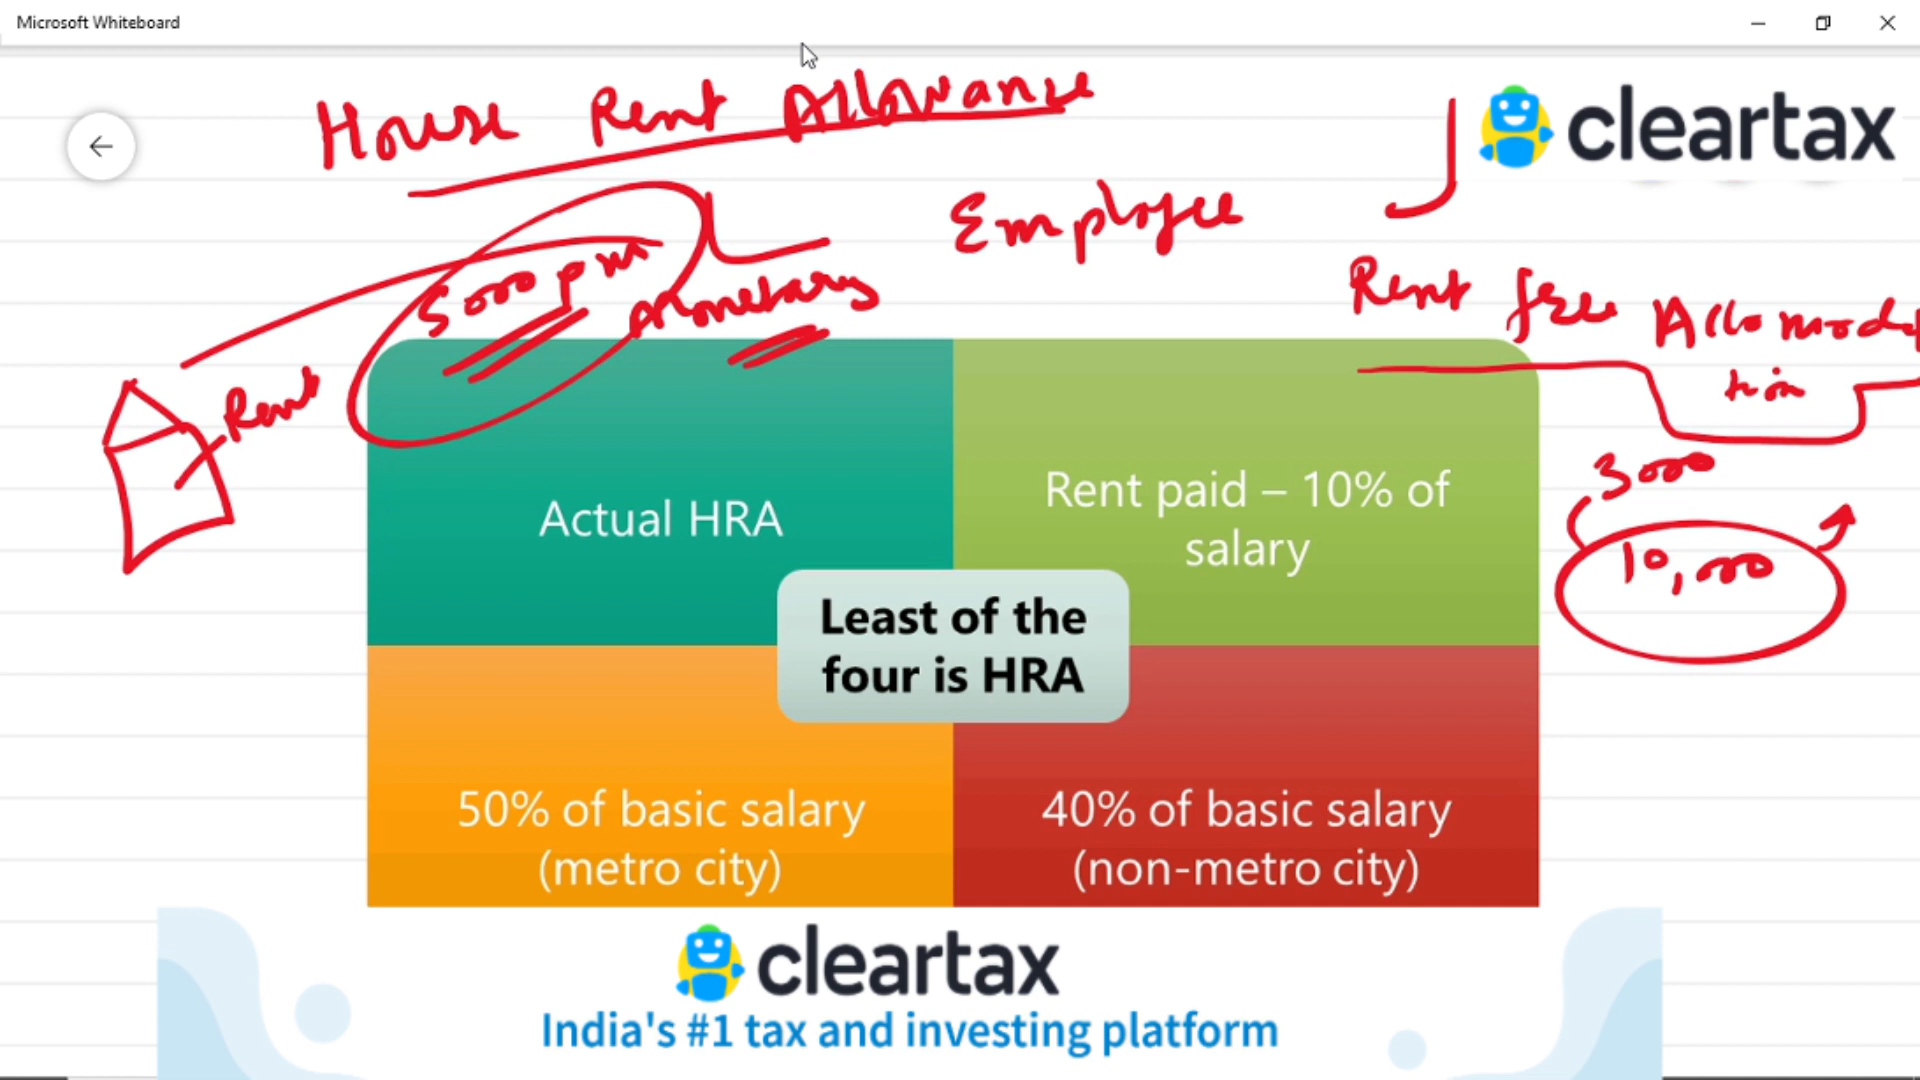 Microsoft Whiteboard
House Rent Allowance
cleartax
Employee
5000 pm
Monetary
Rent free Allomoda
tion
Rent
3000
10,000
Actual HRA
Rent paid – 10% of
salary
Least of the
four is HRA
50% of basic salary
(metro city)
40% of basic salary
(non-metro city)
cleartax
India's #1 tax and investing platform